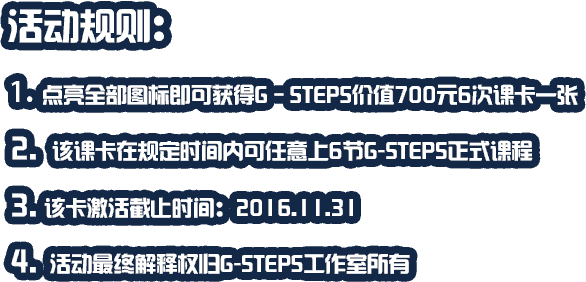 活动规则:
1. 点亮全部图标即可获得G-STEPS价值700元6次课卡一张
2. 该课卡在规定时间内可任意上6节G-STEPS正式课程
3. 该卡激活截止时间：2016.11.31
4. 活动最终解释权归G-STEPS工作室所有